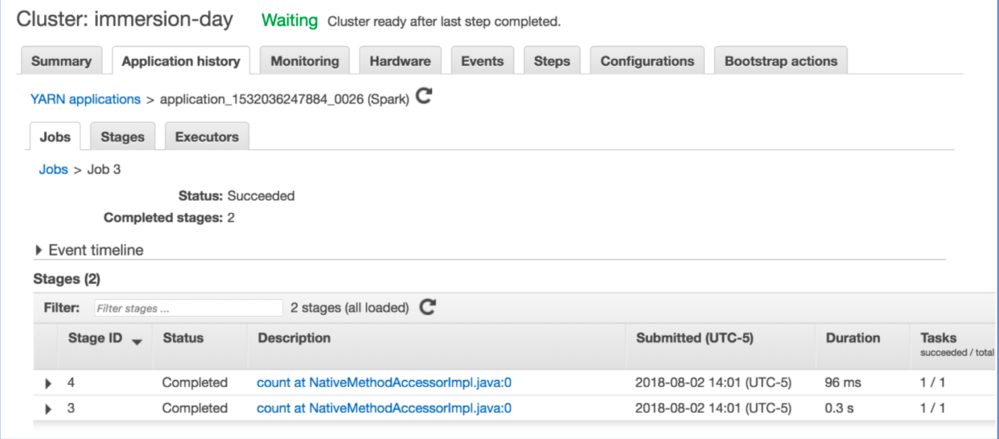 Cluster: immersion-day Waiting Cluster ready after last step completed.
Summary Application history Monitoring Hardware Events Steps Configurations Bootstrap actions
YARN applications > application_1532036247884_0026 (Spark)
Jobs Stages Executors
Jobs > Job 3
Status: Succeeded
Completed stages: 2
Event timeline
Stages (2)
Filter: Filter stages ... 2 stages (all loaded)
Stage ID Status Description Submitted (UTC-5) Duration Tasks
succeeded / total
4 Completed count at NativeMethodAccessorImpl.java:0 2018-08-02 14:01 (UTC-5) 96 ms 1 / 1
3 Completed count at NativeMethodAccessorImpl.java:0 2018-08-02 14:01 (UTC-5) 0.3 s 1 / 1